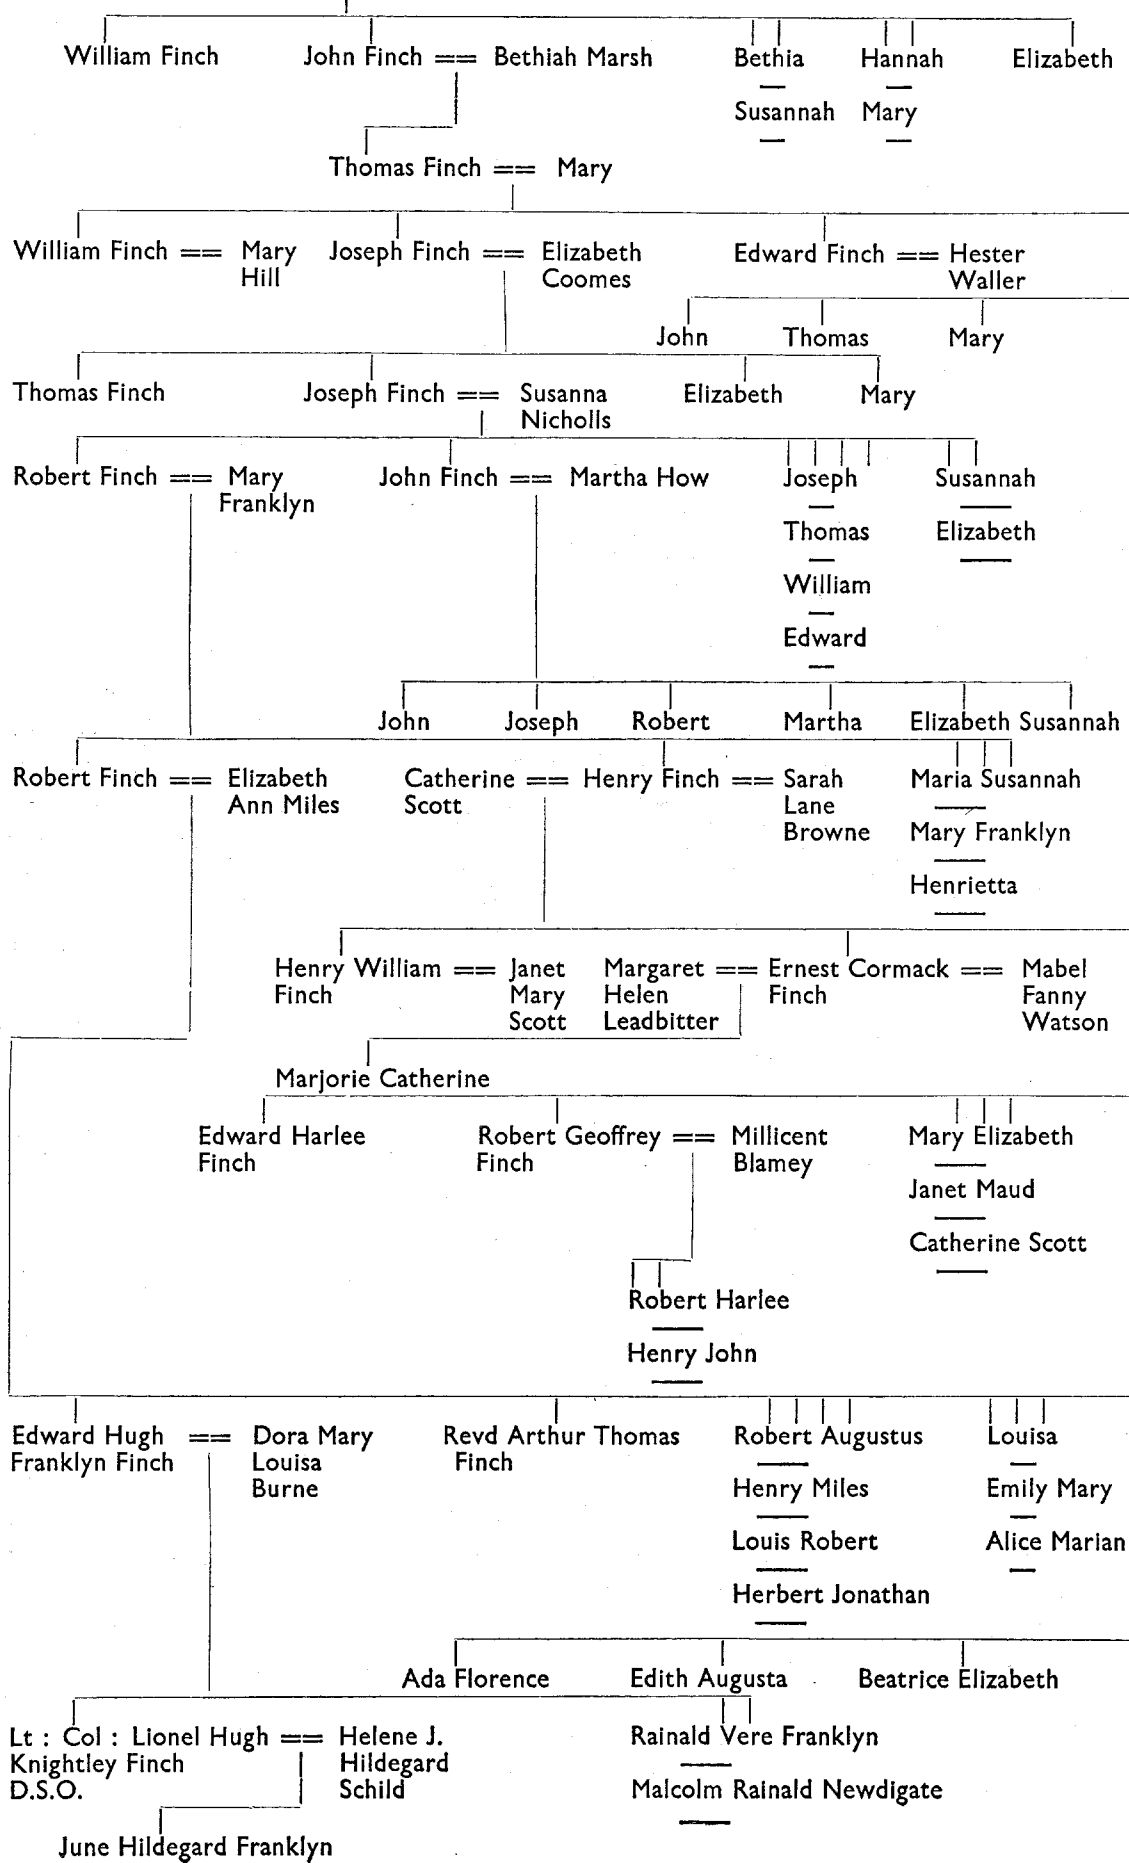 William Finch John Finch == Bethiah Marsh Bethia Hannah Elizabeth
Susannah Mary
Thomas Finch == Mary
William Finch == Mary Joseph Finch == Elizabeth Edward Finch == Hester
Hill Coomes Waller
John Thomas Mary
Thomas Finch Joseph Finch == Susanna Elizabeth Mary
Nicholls
Robert Finch == Mary John Finch == Martha How Joseph Susannah
Franklyn
Thomas Elizabeth
William
Edward
John Joseph Robert Martha Elizabeth Susannah
Robert Finch == Elizabeth Catherine == Henry Finch == Sarah Maria Susannah
Ann Miles Scott Lane
Browne Mary Franklyn
Henrietta
Henry William == Janet Margaret == Ernest Cormack == Mabel
Finch Mary Helen Finch Fanny
Scott Leadbitter Watson
Marjorie Catherine
Edward Harlee Robert Geoffrey == Millicent Mary Elizabeth
Finch Finch Blamey
Janet Maud
Catherine Scott
Robert Harlee
Henry John
Edward Hugh == Dora Mary Revd Arthur Thomas Robert Augustus Louisa
Franklyn Finch Louisa Finch
Burne Henry Miles Emily Mary
Louis Robert Alice Marian
Herbert Jonathan
Ada Florence Edith Augusta Beatrice Elizabeth
Lt : Col : Lionel Hugh == Helene J. Rainald Vere Franklyn
Knightley Finch Hildegard
D.S.O. Schild Malcolm Rainald Newdigate
June Hildegard Franklyn